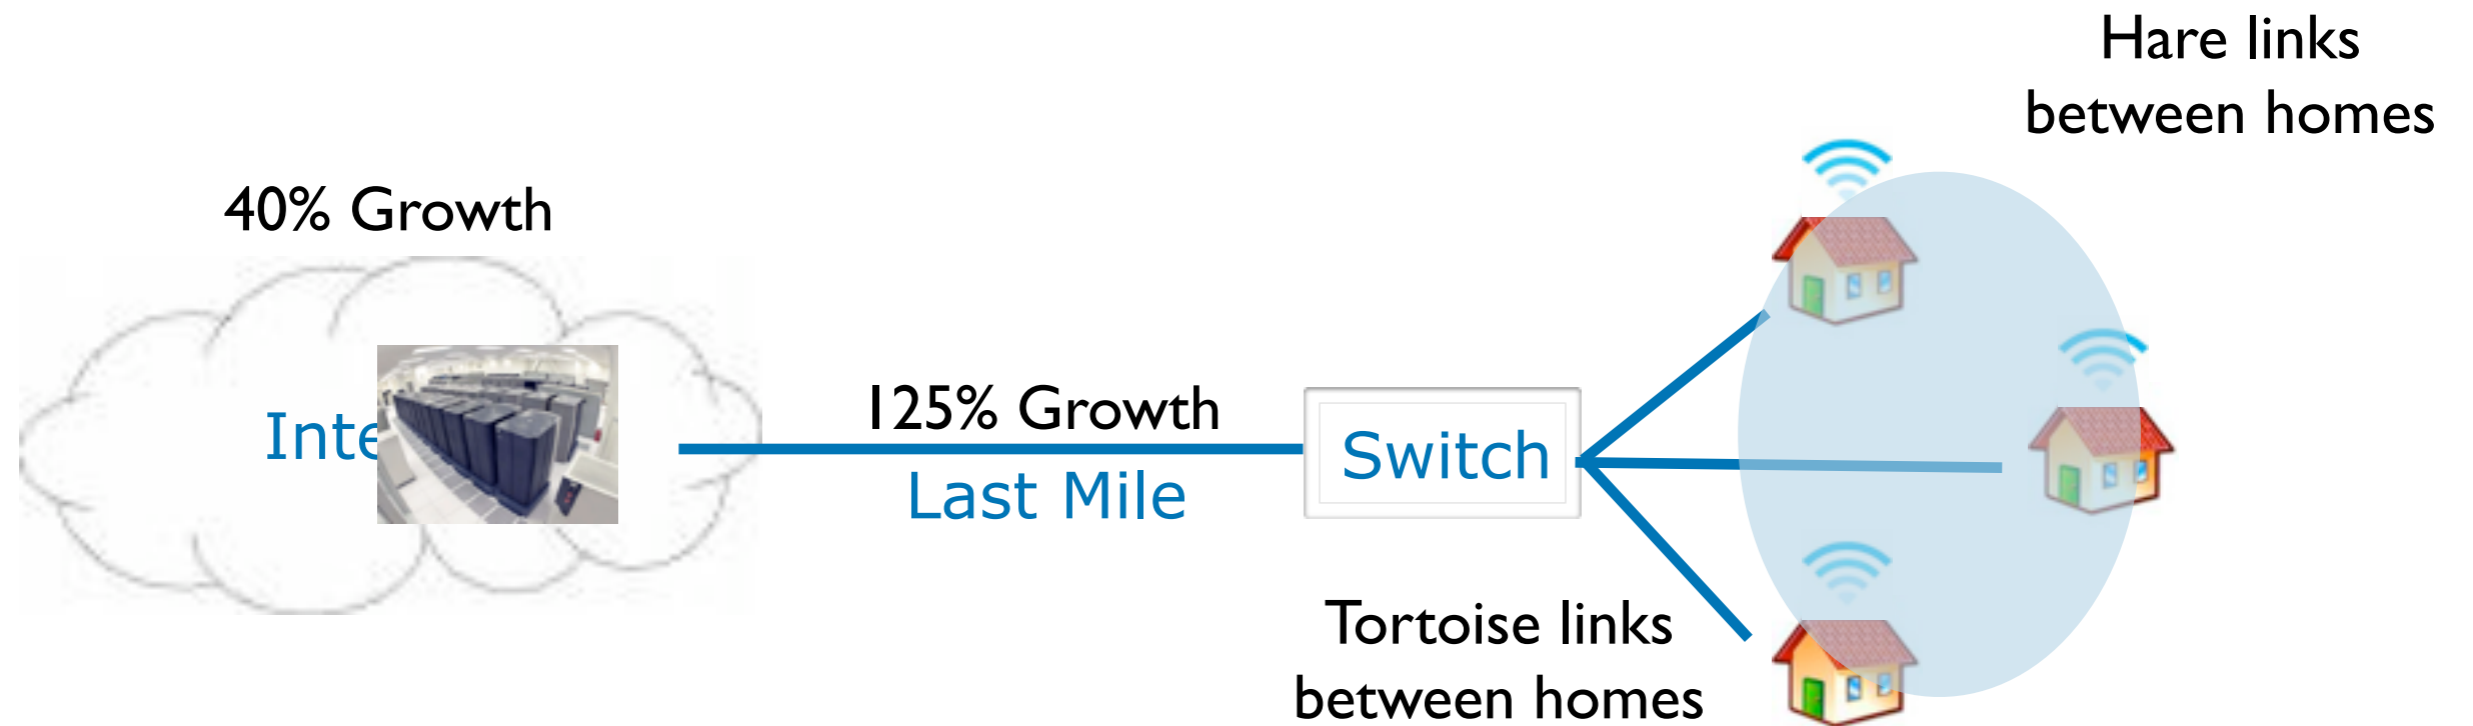 Hare links
between homes
40% Growth
125% Growth
Inte
Switch
Last Mile
Tortoise links
between homes